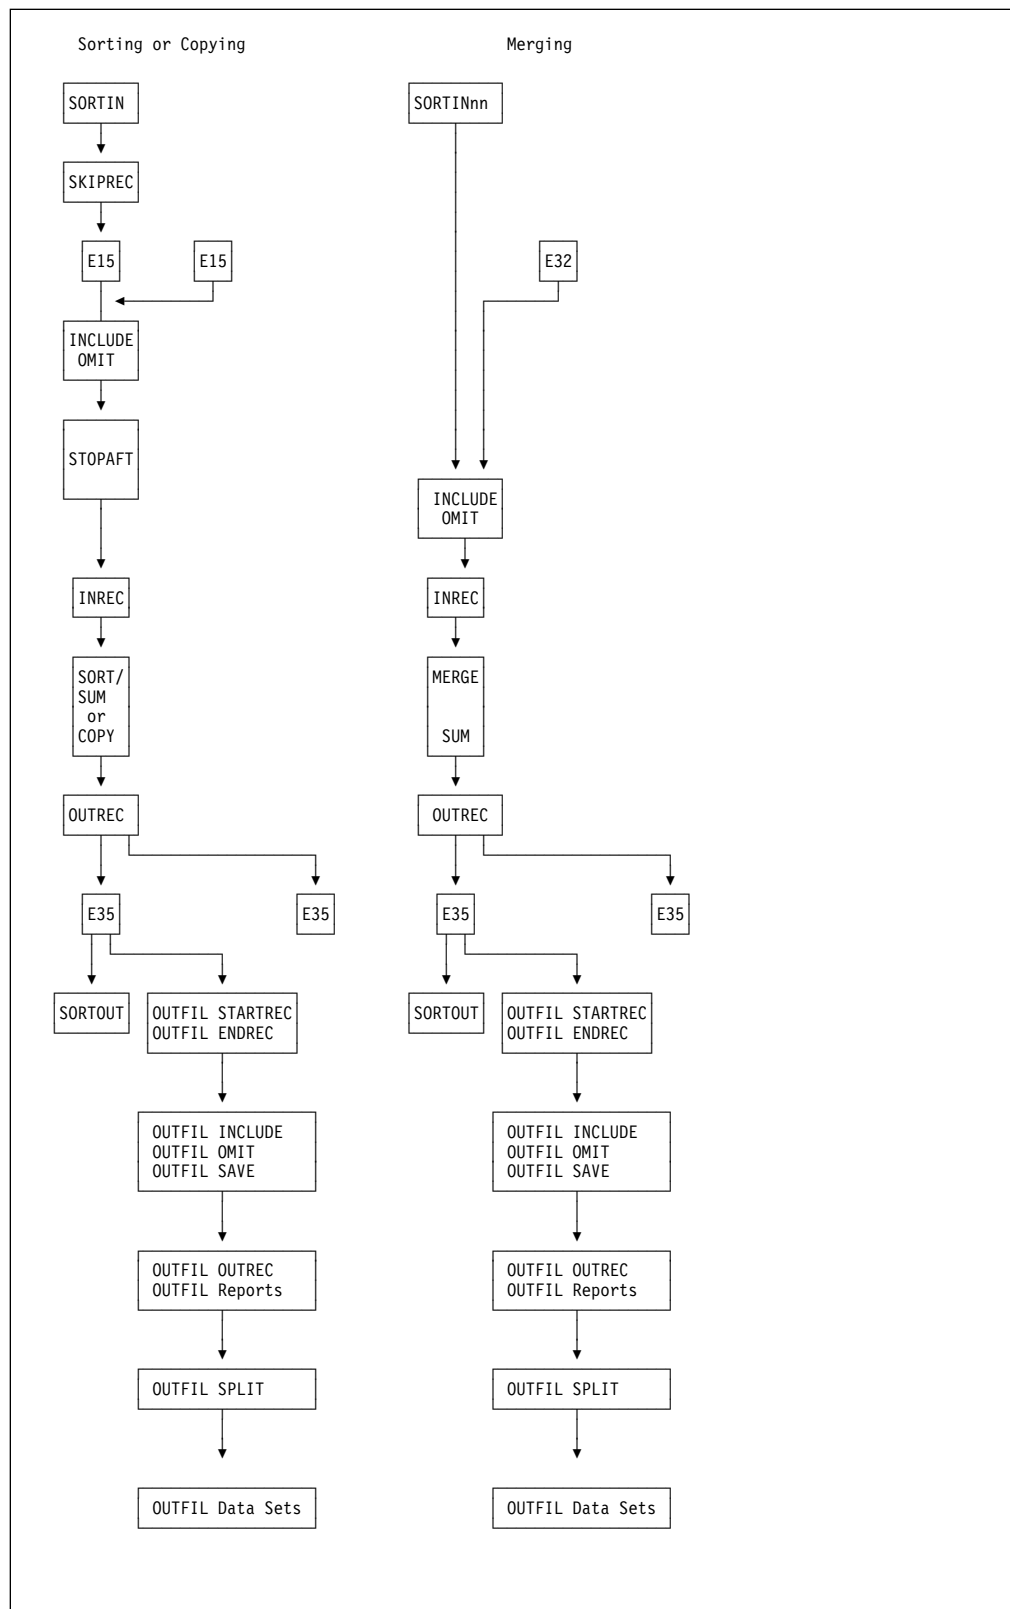 Sorting or Copying
Merging
SORTIN
SORTINnn
SKIPREC
E15
E15
E32
INCLUDE
OMIT
STOPAFT
INCLUDE
OMIT
INREC
INREC
SORT/
SUM
or
COPY
MERGE
SUM
OUTREC
OUTREC
E35
E35
E35
E35
SORTOUT
OUTFIL STARTREC
OUTFIL ENDREC
SORTOUT
OUTFIL STARTREC
OUTFIL ENDREC
OUTFIL INCLUDE
OUTFIL OMIT
OUTFIL SAVE
OUTFIL INCLUDE
OUTFIL OMIT
OUTFIL SAVE
OUTFIL OUTREC
OUTFIL Reports
OUTFIL OUTREC
OUTFIL Reports
OUTFIL SPLIT
OUTFIL SPLIT
OUTFIL Data Sets
OUTFIL Data Sets